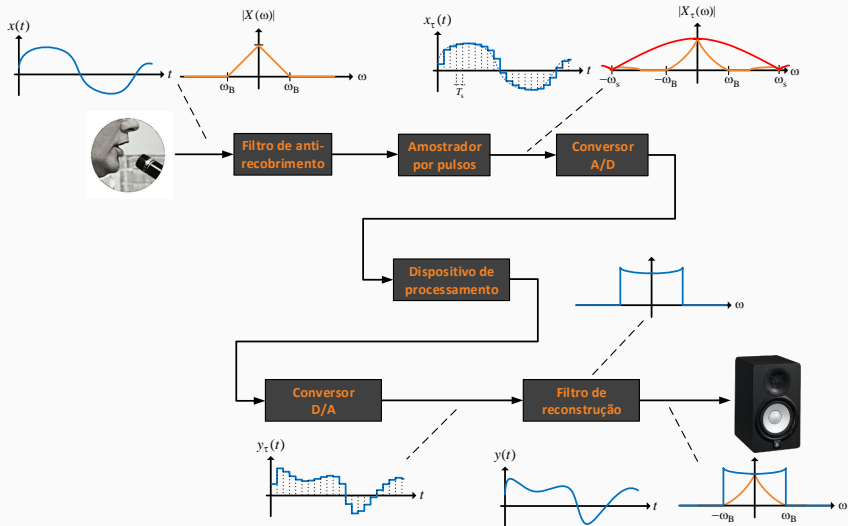 x(t)
t
|X(ω)|
ω
ω_B
ω_B
x_τ(t)
t
T_s
|X_τ(ω)|
ω
−ω_s
−ω_B
ω_B
ω_s
Filtro de anti-
recobrimento
Amostrador
por pulsos
Conversor
A/D
Dispositivo de
processamento
ω
Conversor
D/A
Filtro de
reconstrução
y_τ(t)
t
y(t)
t
−ω_B
ω_B
ω